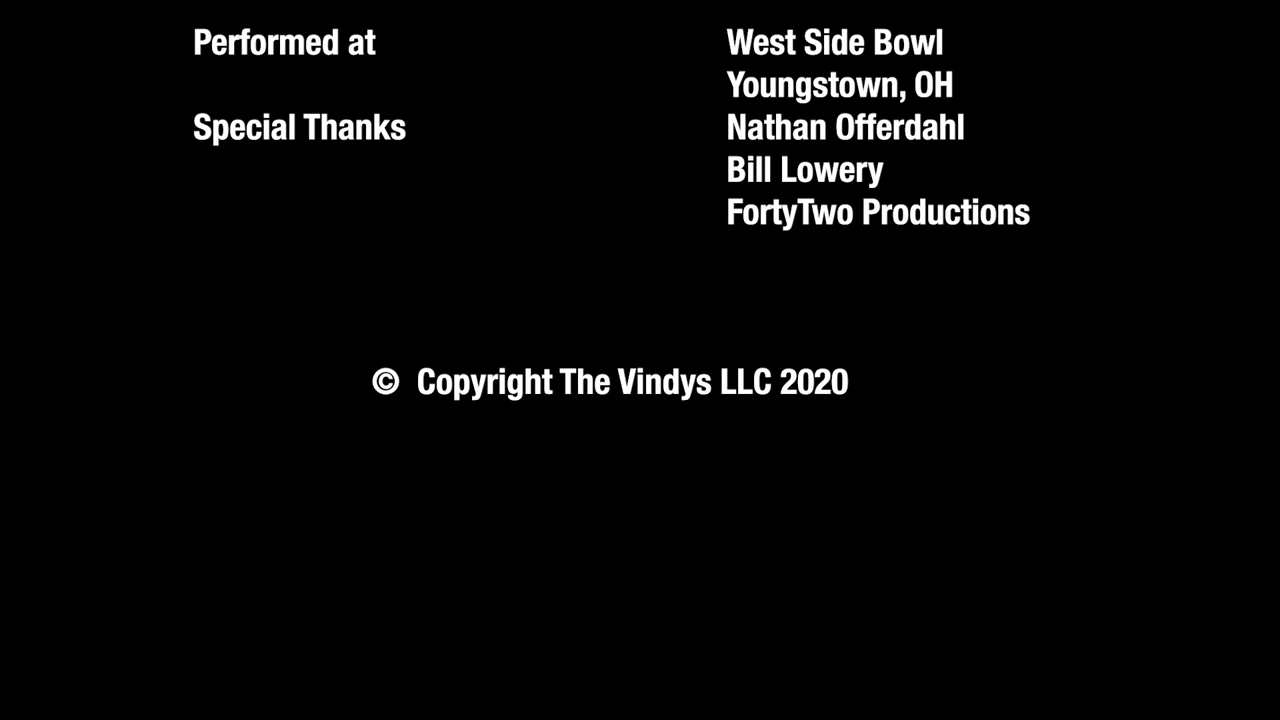 Performed at West Side Bowl
Youngstown, OH
Special Thanks Nathan Offerdahl
Bill Lowery
FortyTwo Productions
© Copyright The Vindys LLC 2020